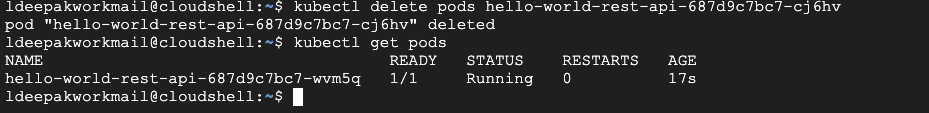 ldeepakworkmail@cloudshell:~$ kubectl delete pods hello-world-rest-api-687d9c7bc7-cj6hv
pod "hello-world-rest-api-687d9c7bc7-cj6hv" deleted
ldeepakworkmail@cloudshell:~$ kubectl get pods
NAME READY STATUS RESTARTS AGE
hello-world-rest-api-687d9c7bc7-wvm5q 1/1 Running 0 17s
ldeepakworkmail@cloudshell:~$